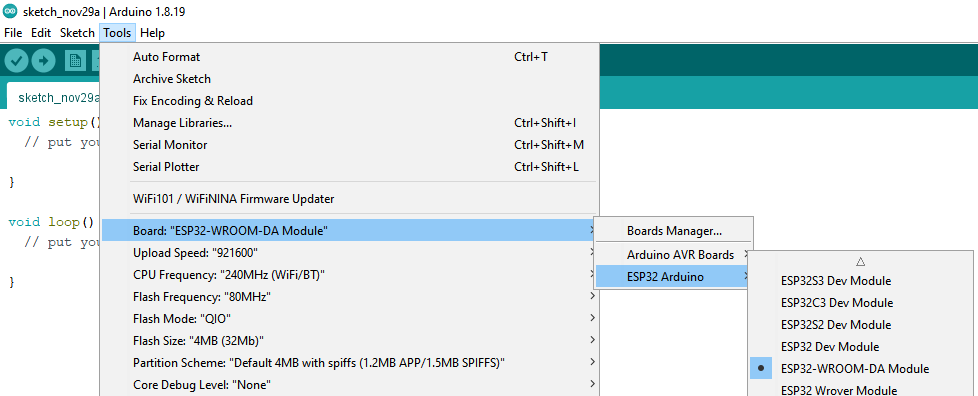 sketch_nov29a | Arduino 1.8.19
File Edit Sketch Tools Help
Auto Format Ctrl+T
Archive Sketch
Fix Encoding & Reload
Manage Libraries... Ctrl+Shift+I
Serial Monitor Ctrl+Shift+M
Serial Plotter Ctrl+Shift+L
WiFi101 / WiFiNINA Firmware Updater
Board: "ESP32-WROOM-DA Module"
Upload Speed: "921600"
CPU Frequency: "240MHz (WiFi/BT)"
Flash Frequency: "80MHz"
Flash Mode: "QIO"
Flash Size: "4MB (32Mb)"
Partition Scheme: "Default 4MB with spiffs (1.2MB APP/1.5MB SPIFFS)"
Core Debug Level: "None"
Boards Manager...
Arduino AVR Boards
ESP32 Arduino
ESP32S3 Dev Module
ESP32C3 Dev Module
ESP32S2 Dev Module
ESP32 Dev Module
ESP32-WROOM-DA Module
ESP32 Wrover Module
sketch_nov29a
void setup()
// put you
}
void loop()
// put you
}